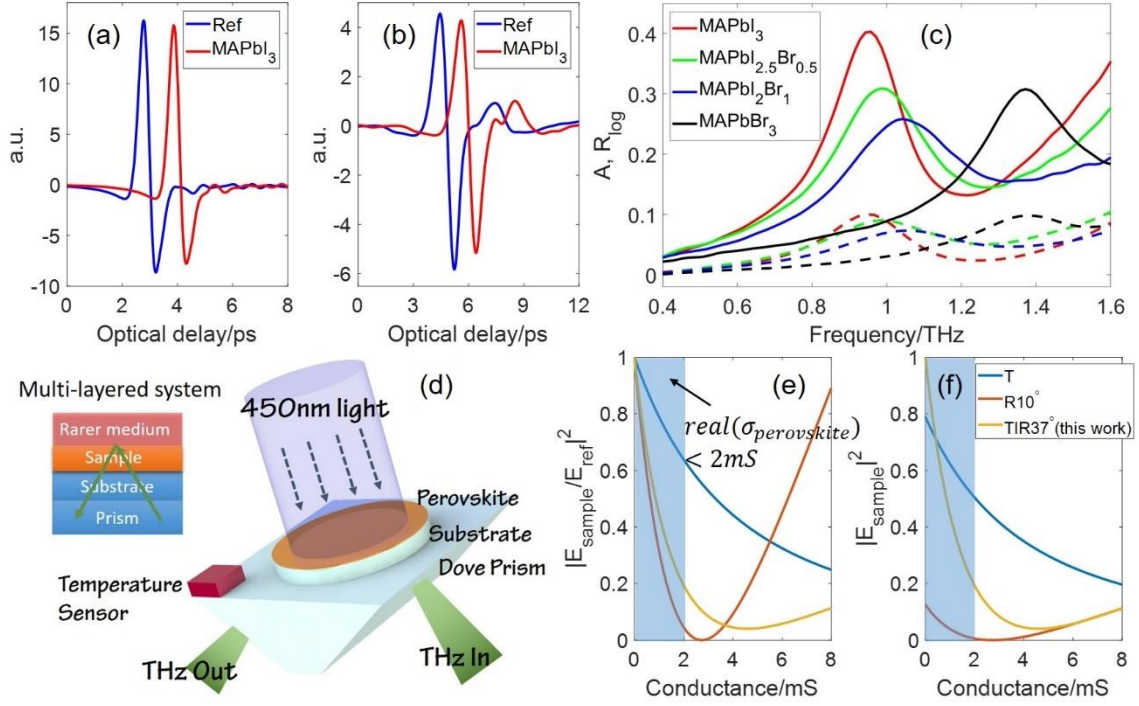 (a)
Ref
MAPbI3
15
10
5
0
-5
-10
a.u.
0 2 4 6 8
Optical delay/ps
(b)
Ref
MAPbI3
4
2
0
-2
-4
-6
a.u.
0 3 6 9 12
Optical delay/ps
(c)
MAPbI3
MAPbI2.5Br0.5
MAPbI2Br1
MAPbBr3
0.4
0.3
0.2
0.1
0
A, Rlog
0.4 0.6 0.8 1 1.2 1.4 1.6
Frequency/THz
(d)
Multi-layered system
Rarer medium
Sample
Substrate
Prism
450nm light
Perovskite
Substrate
Dove Prism
Temperature
Sensor
THz Out
THz In
(e)
real(σperovskite)
< 2mS
1
0.8
0.6
0.4
0.2
0
|Esample/Eref|2
0 2 4 6 8
Conductance/mS
(f)
T
R10°
TIR37°(this work)
1
0.8
0.6
0.4
0.2
0
|Esample|2
0 2 4 6 8
Conductance/mS